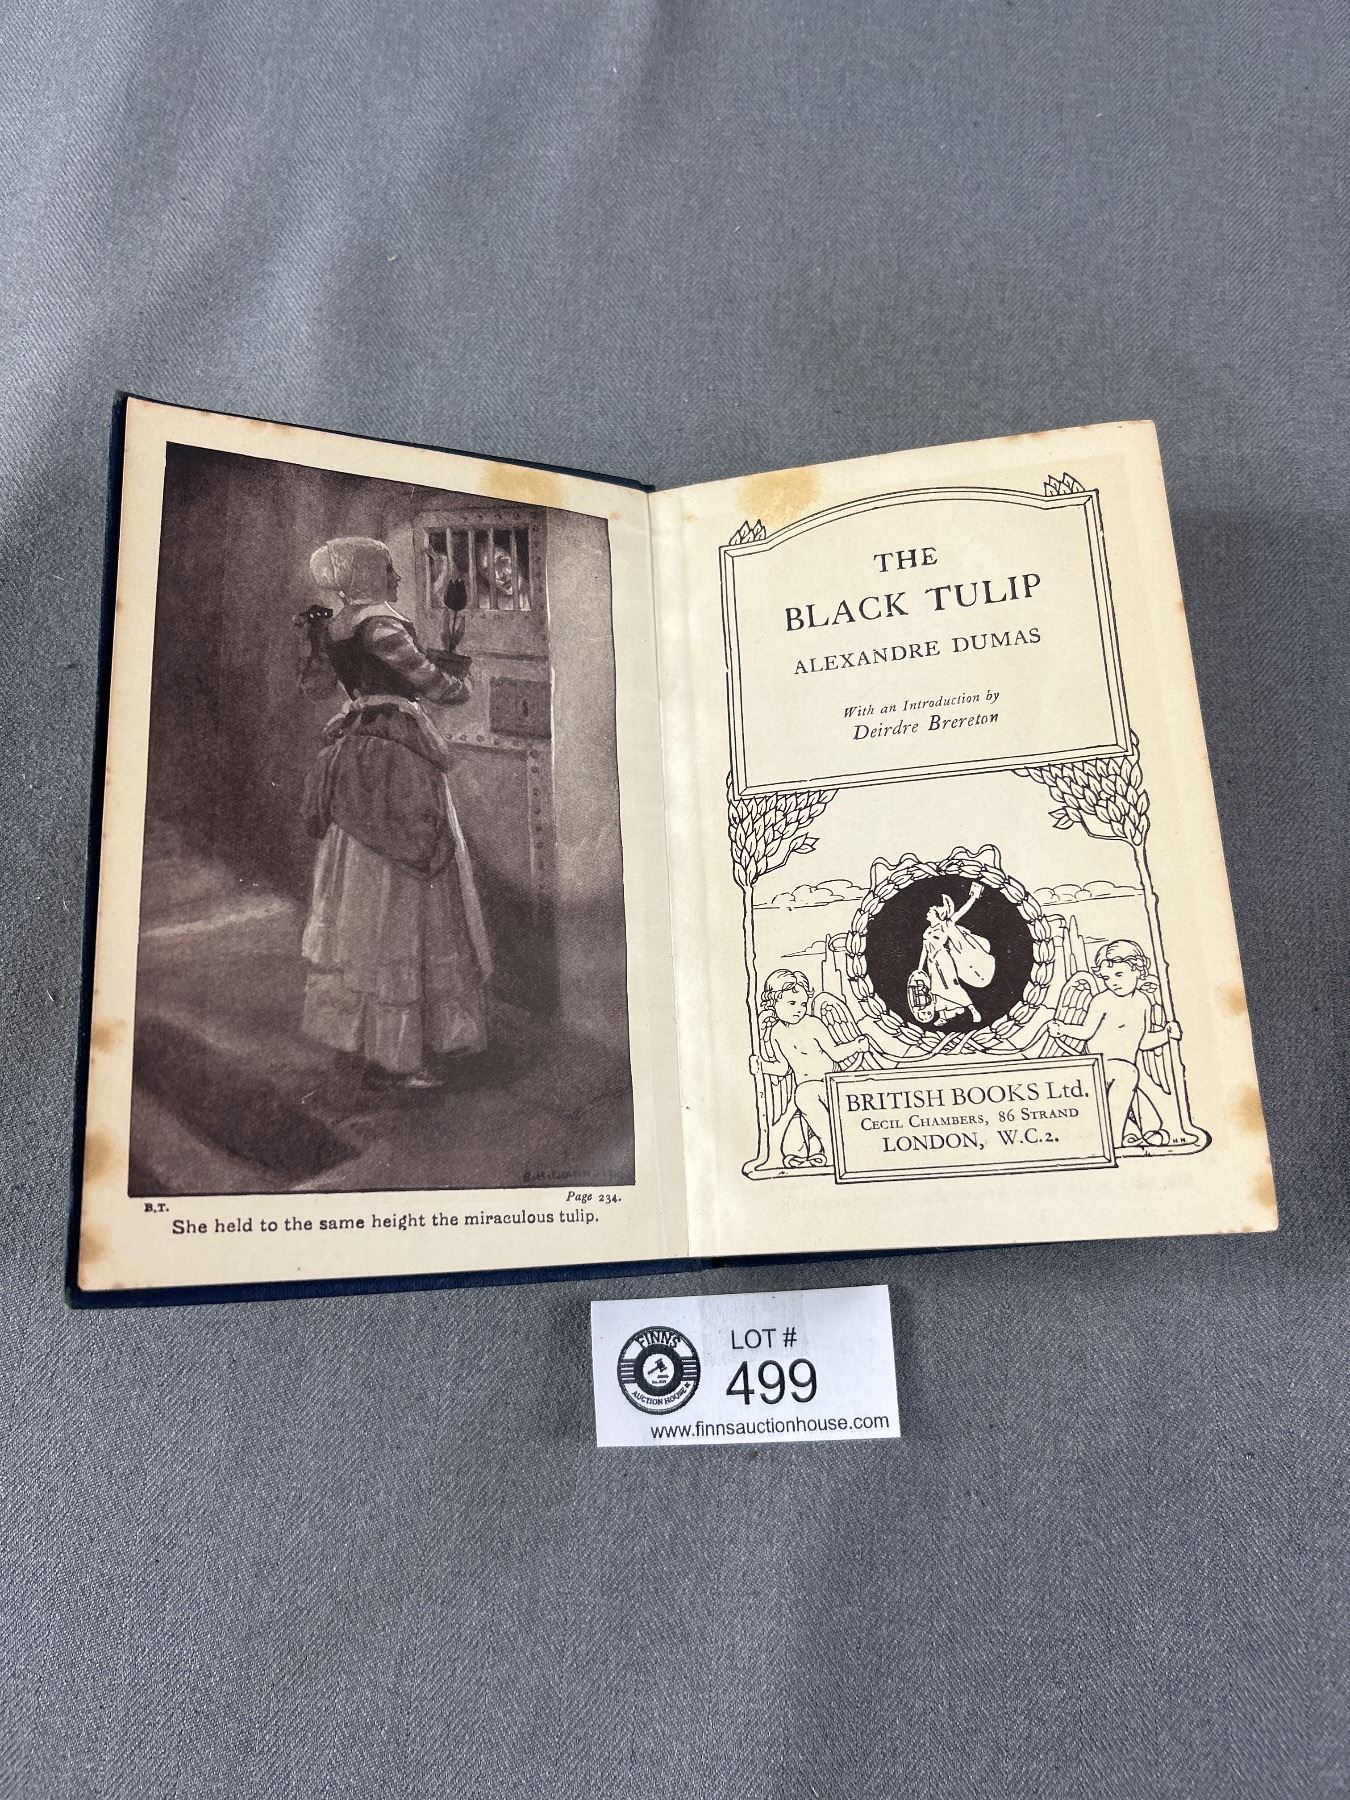 B.T.
Page 234.
She held to the same height the miraculous tulip.
THE
BLACK TULIP
ALEXANDRE DUMAS
With an Introduction by
Deirdre Brereton
B
BRITISH BOOKS Ltd.
CECIL CHAMBERS, 86 STRAND
LONDON, W.C.2.
H M
FINNS
AUCTION HOUSE
LOT #
499
www.finnsauctionhouse.com